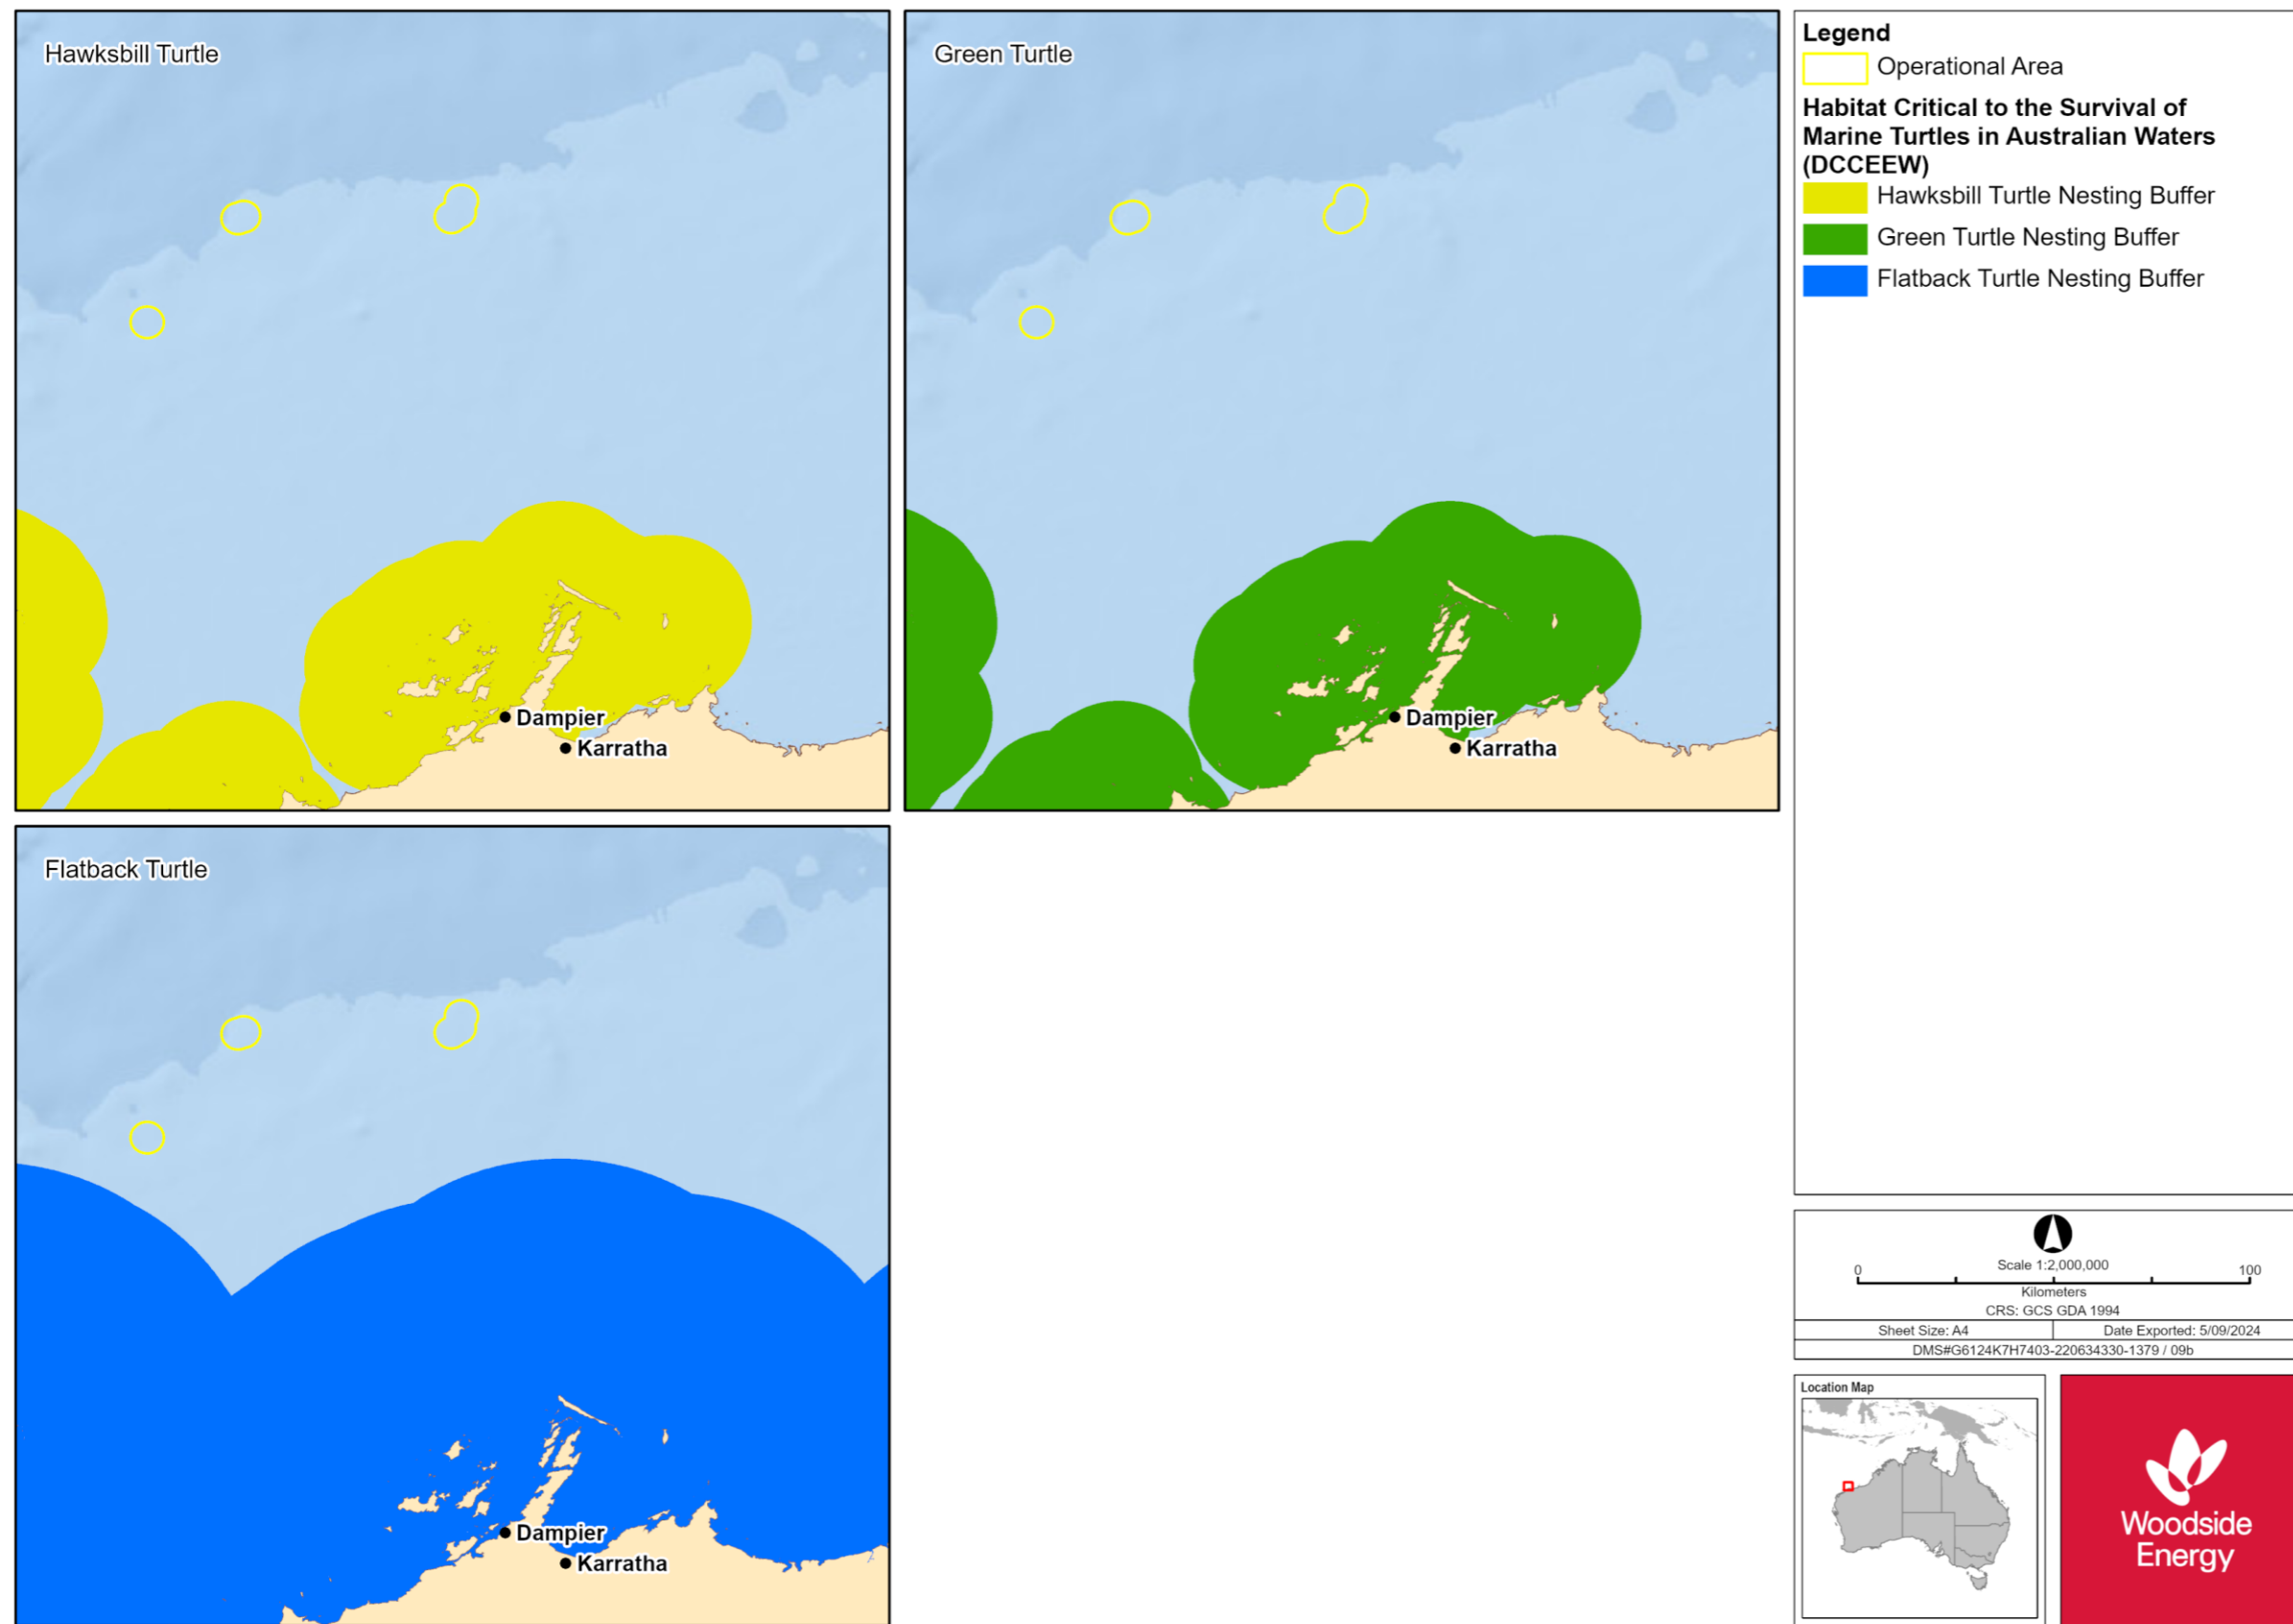 Hawksbill Turtle
Dampier
Karratha
Green Turtle
Dampier
Karratha
Flatback Turtle
Dampier
Karratha
Legend
Operational Area
Habitat Critical to the Survival of
Marine Turtles in Australian Waters
(DCCEEW)
Hawksbill Turtle Nesting Buffer
Green Turtle Nesting Buffer
Flatback Turtle Nesting Buffer
Scale 1:2,000,000
0 100
Kilometers
CRS: GCS GDA 1994
Sheet Size: A4 Date Exported: 5/09/2024
DMS#G6124K7H7403-220634330-1379 / 09b
Location Map
Woodside
Energy